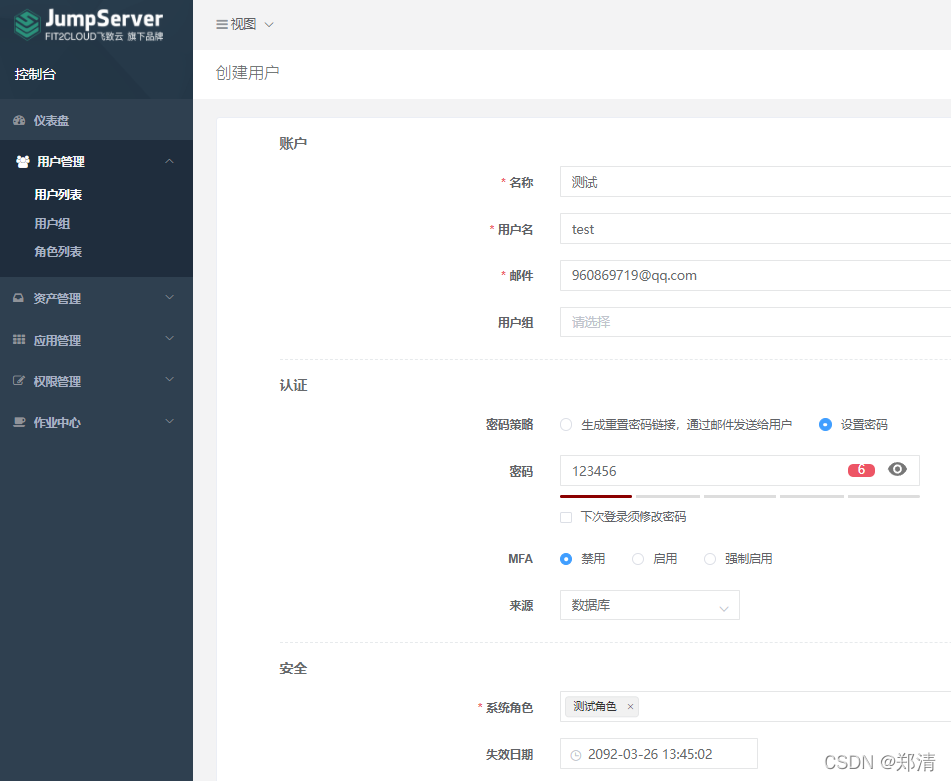 JumpServer
FIT2CLOUD飞致云 旗下品牌
控制台
仪表盘
用户管理
用户列表
用户组
角色列表
资产管理
应用管理
权限管理
作业中心
视图
创建用户
账户
* 名称 测试
* 用户名 test
* 邮件 960869719@qq.com
用户组 请选择
认证
密码策略 生成重置密码链接，通过邮件发送给用户 设置密码
密码 123456 6
下次登录须修改密码
MFA 禁用 启用 强制启用
来源 数据库
安全
* 系统角色 测试角色 ×
失效日期 2092-03-26 13:45:02
CSDN @郑清